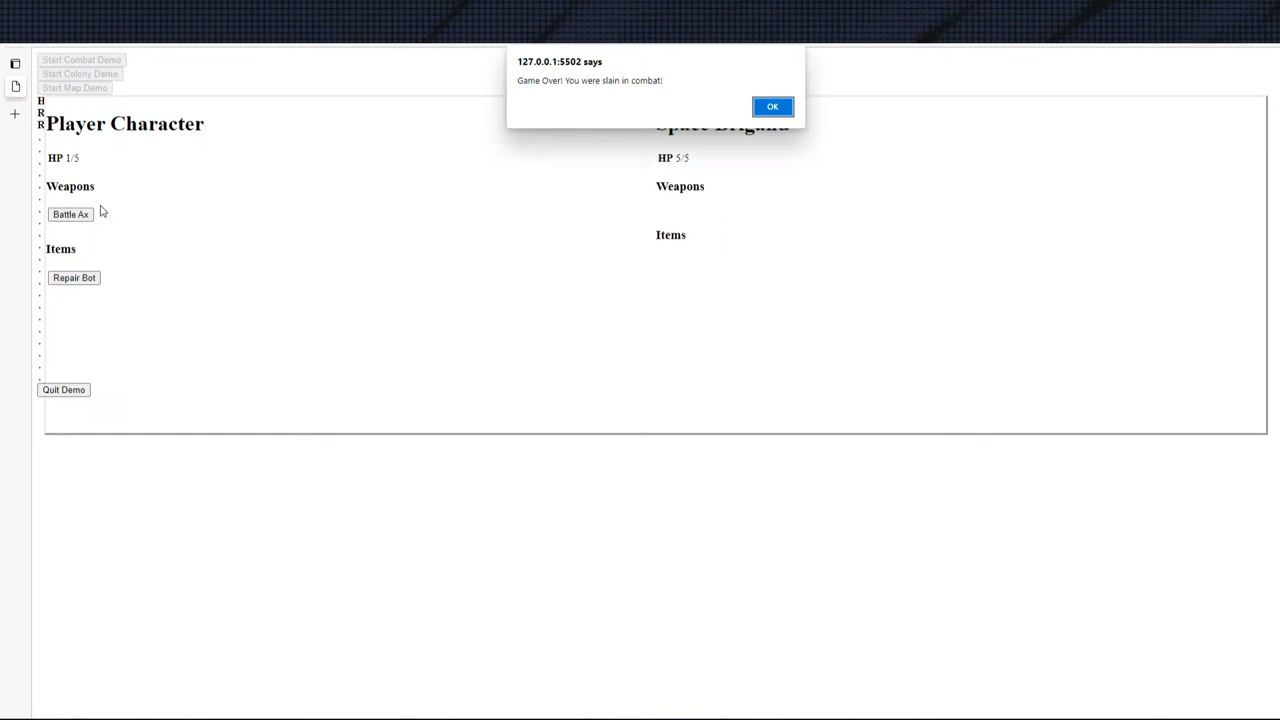 Start Combat Demo
Start Colony Demo
Start Map Demo
127.0.0.1:5502 says
Game Over! You were slain in combat!
OK
H
R
R
Player Character
Space Brigand
HP 1/5
HP 5/5
Weapons
Weapons
Battle Ax
Items
Items
Repair Bot
Quit Demo